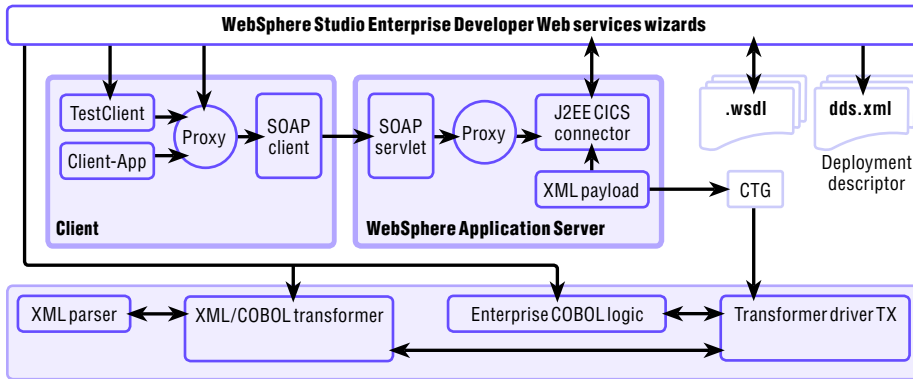 WebSphere Studio Enterprise Developer Web services wizards
TestClient
Client-App
Proxy
SOAP
client
Client
SOAP
servlet
Proxy
J2EE CICS
connector
XML payload
WebSphere Application Server
.wsdl
dds.xml
Deployment
descriptor
CTG
XML parser
XML/COBOL transformer
Enterprise COBOL logic
Transformer driver TX